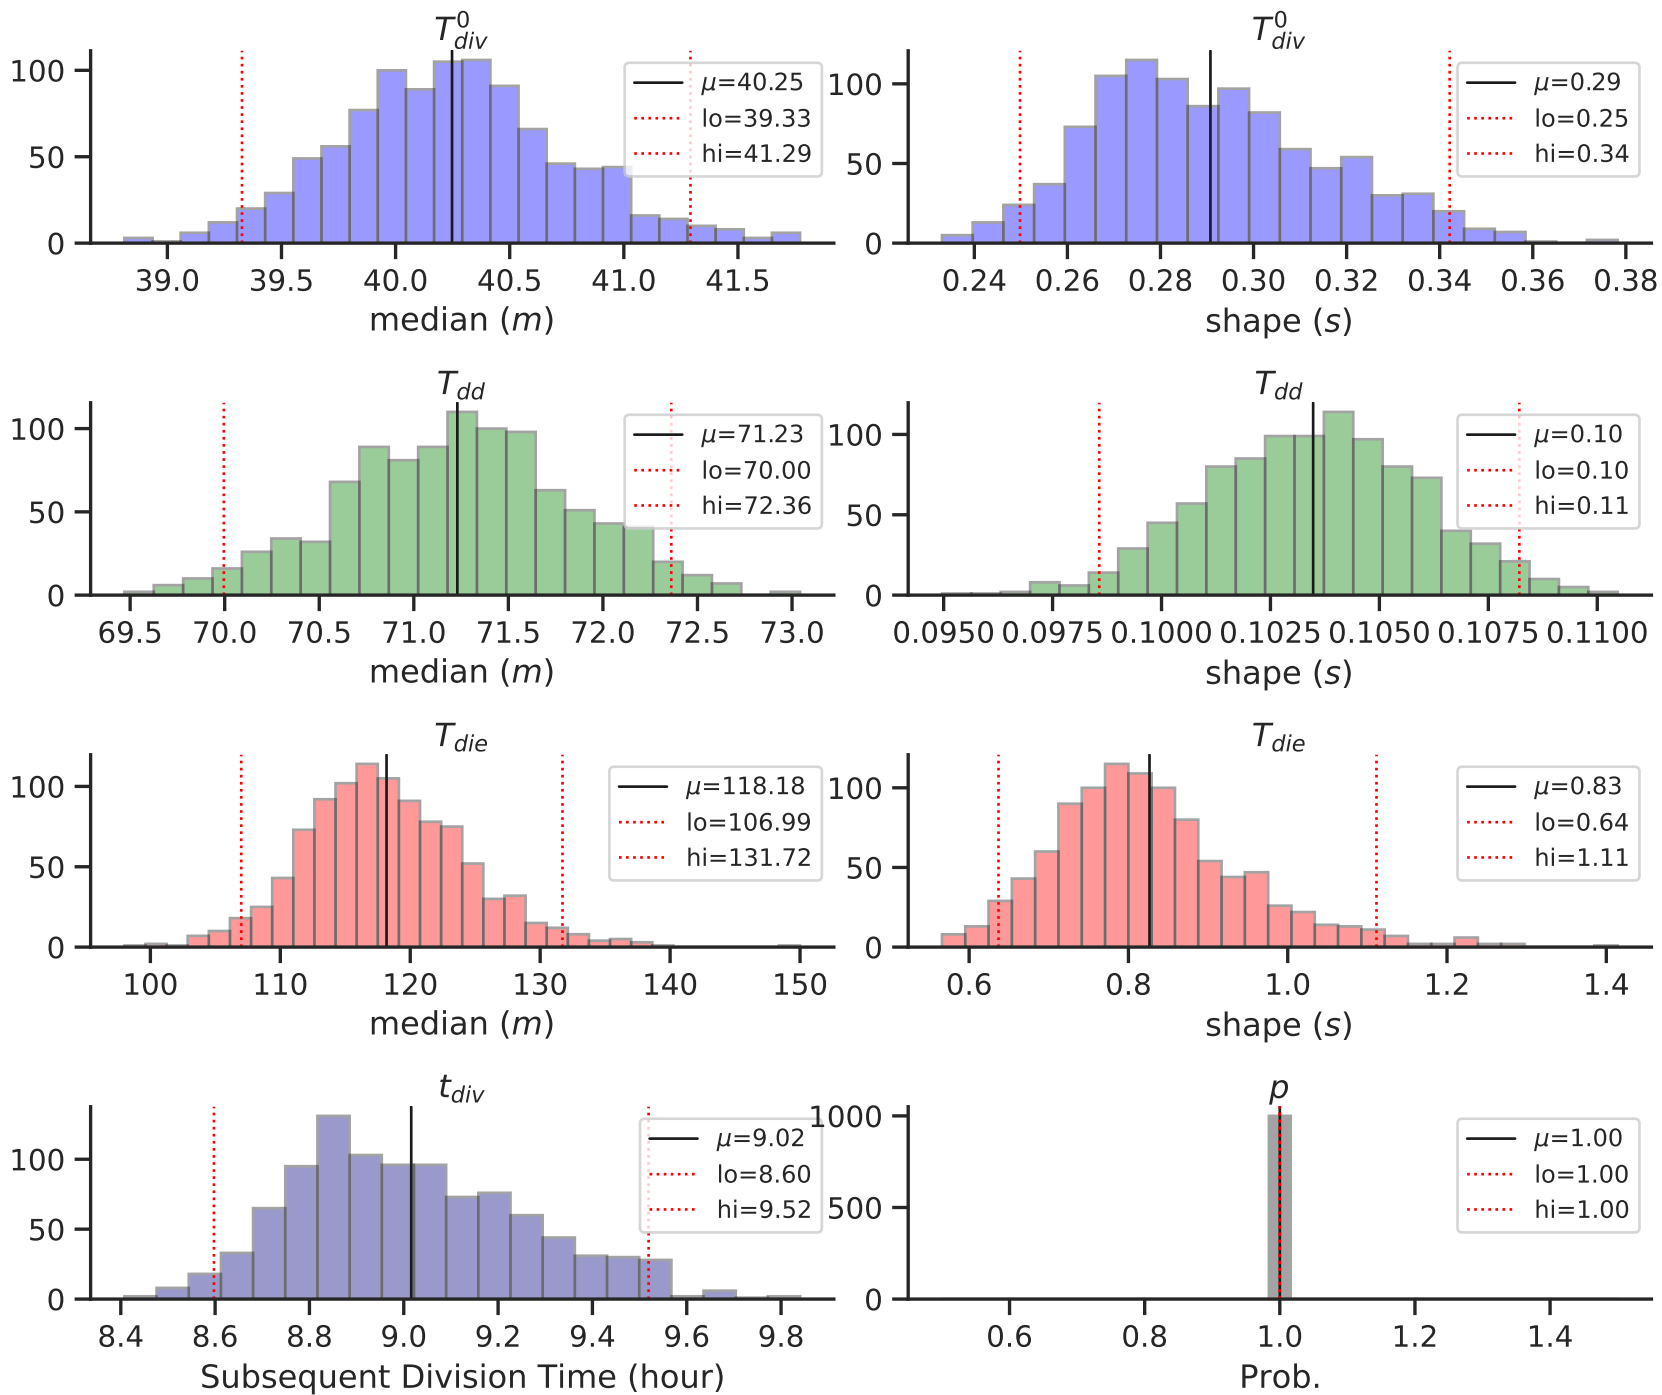 T⁰div
100
50
0
μ=40.25
lo=39.33
hi=41.29
39.0 39.5 40.0 40.5 41.0 41.5
median (m)
T⁰div
100
50
0
μ=0.29
lo=0.25
hi=0.34
0.24 0.26 0.28 0.30 0.32 0.34 0.36 0.38
shape (s)
Tdd
100
50
0
μ=71.23
lo=70.00
hi=72.36
69.5 70.0 70.5 71.0 71.5 72.0 72.5 73.0
median (m)
Tdd
100
50
0
μ=0.10
lo=0.10
hi=0.11
0.0950 0.0975 0.1000 0.1025 0.1050 0.1075 0.1100
shape (s)
Tdie
100
50
0
μ=118.18
lo=106.99
hi=131.72
100 110 120 130 140 150
median (m)
Tdie
100
50
0
μ=0.83
lo=0.64
hi=1.11
0.6 0.8 1.0 1.2 1.4
shape (s)
tdiv
100
50
0
μ=9.02
lo=8.60
hi=9.52
8.4 8.6 8.8 9.0 9.2 9.4 9.6 9.8
Subsequent Division Time (hour)
p
1000
500
0
μ=1.00
lo=1.00
hi=1.00
0.6 0.8 1.0 1.2 1.4
Prob.